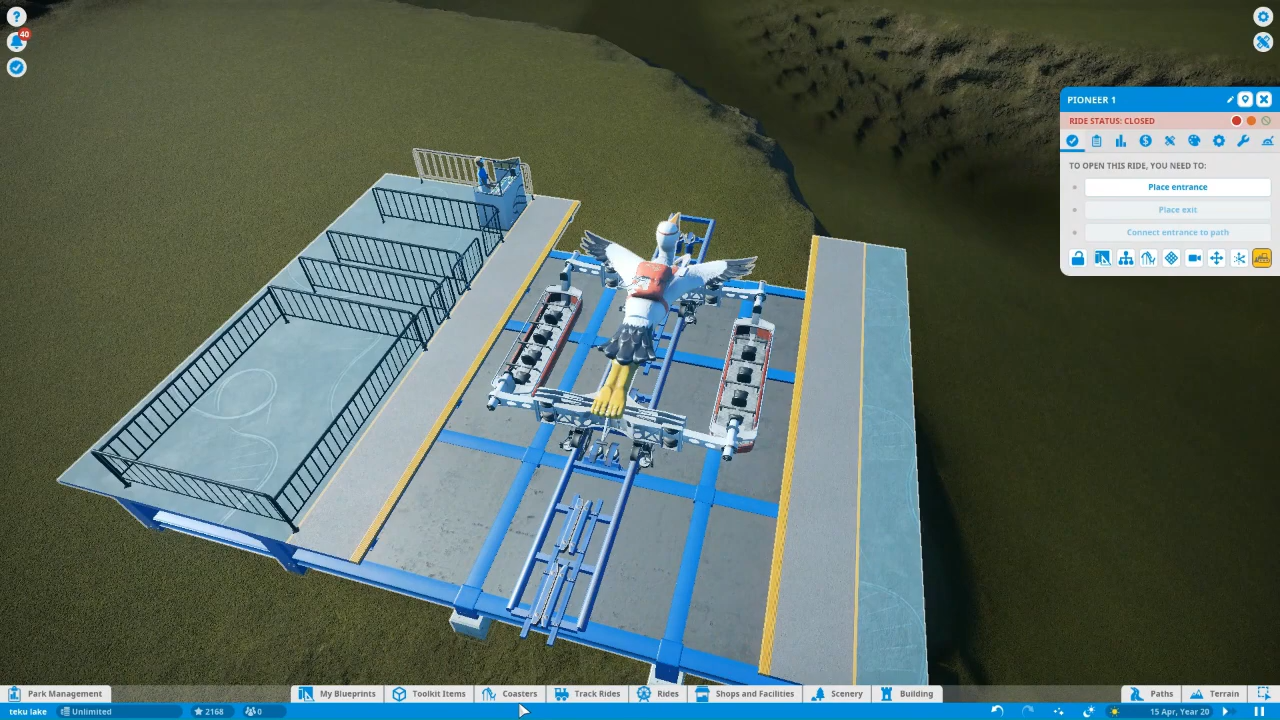 ?
40
PIONEER 1
RIDE STATUS: CLOSED
TO OPEN THIS RIDE, YOU NEED TO:
Place entrance
Place exit
Connect entrance to path
Park Management
My Blueprints
Toolkit Items
Coasters
Track Rides
Rides
Shops and Facilities
Scenery
Building
Paths
Terrain
teku lake
Unlimited
2168
0
15 Apr, Year 20